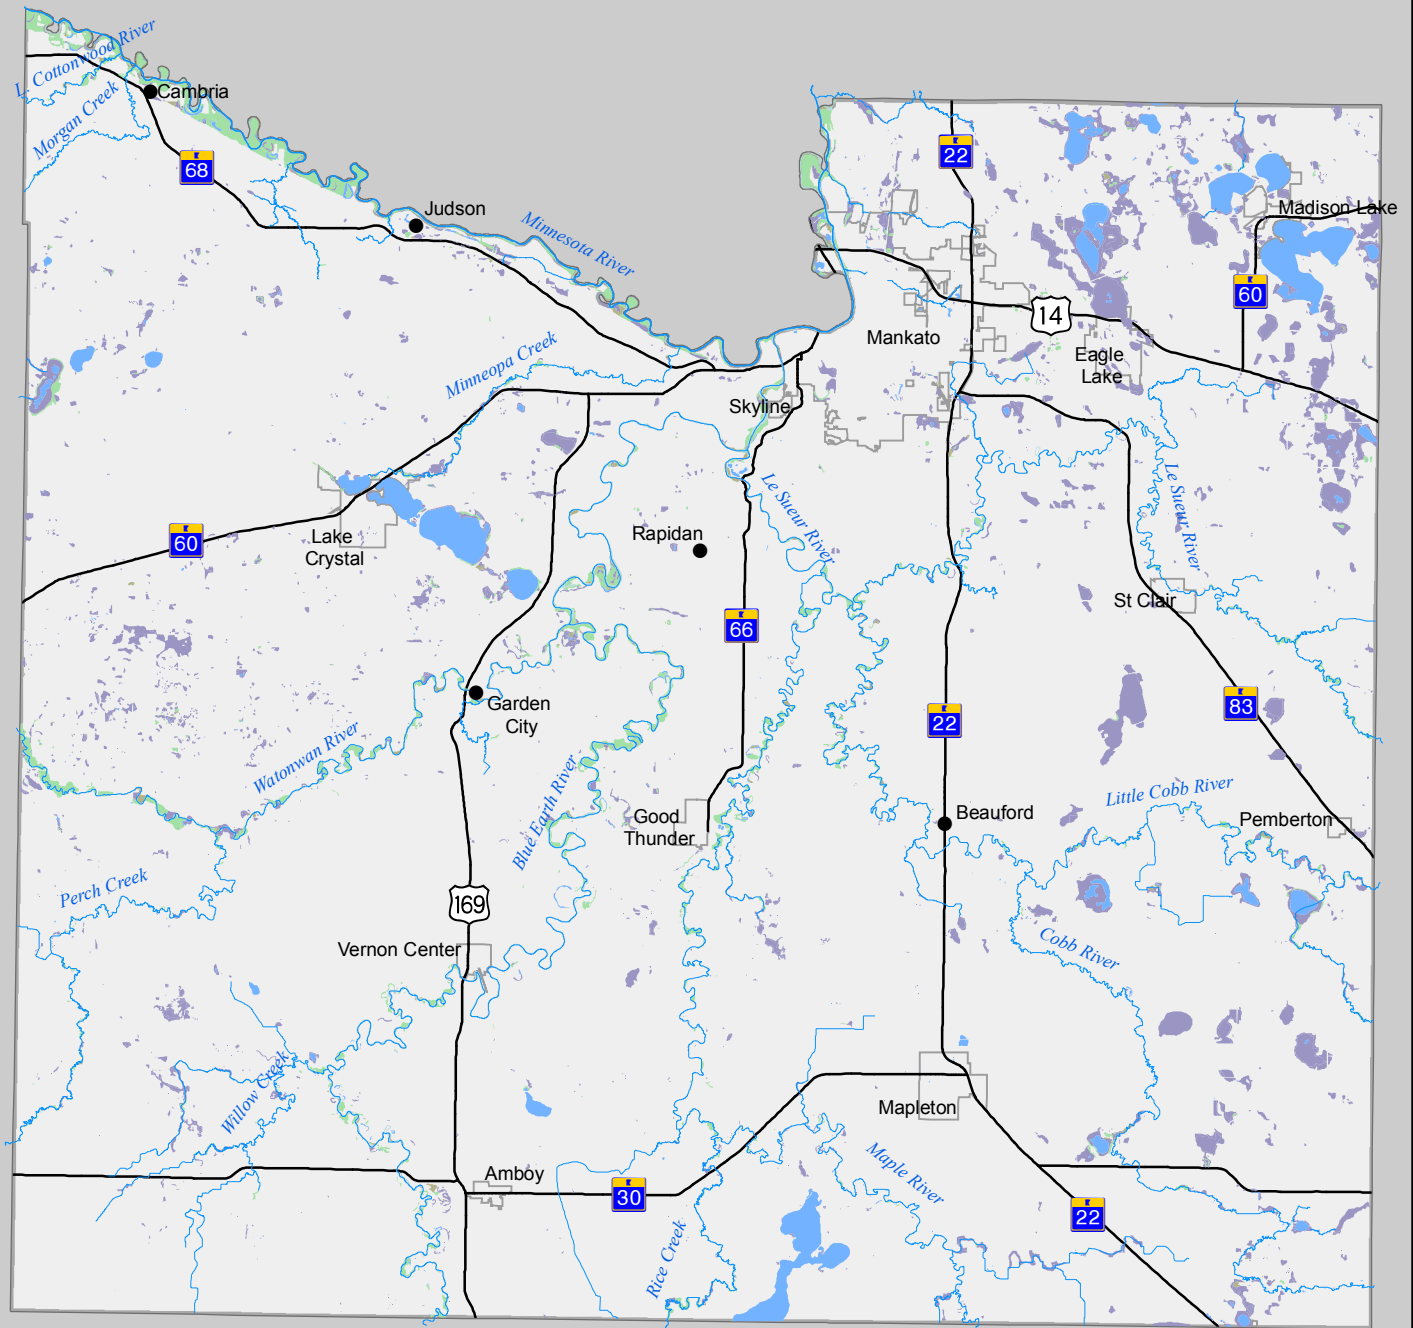 L. Cottonwood River
Cambria
Morgan Creek
68
22
Judson
Madison Lake
Minnesota River
60
14
Mankato
Eagle
Lake
Minneopa Creek
Skyline
Le Sueur River
Le Sueur River
Rapidan
60
Lake
Crystal
St Clair
66
Garden
City
83
22
Watonwan River
Blue Earth River
Little Cobb River
Good
Thunder
Beauford
Pemberton
Perch Creek
169
Vernon Center
Cobb River
Willow Creek
Mapleton
Amboy
Maple River
30
22
Rice Creek